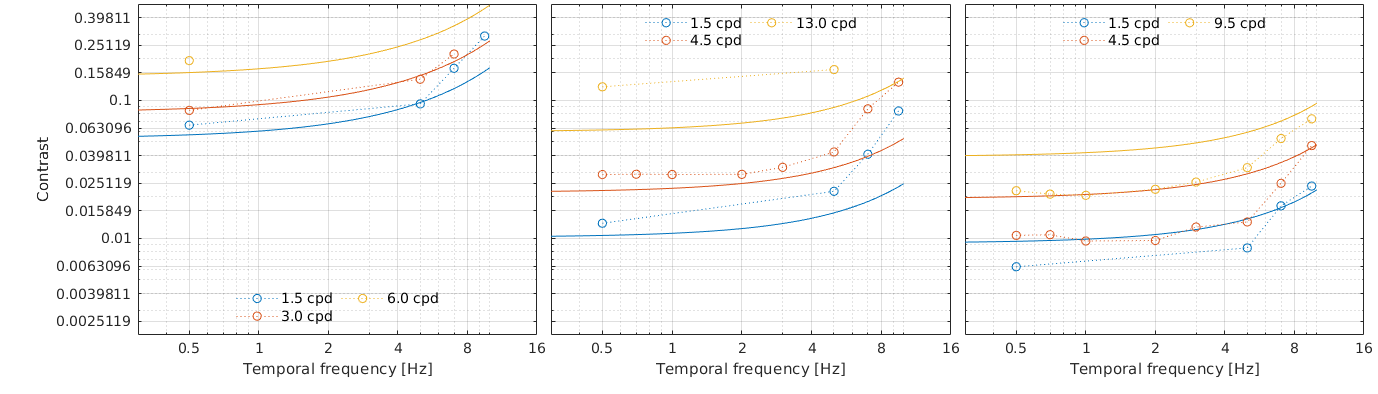 0.39811
0.25119
0.15849
0.1
0.063096
0.039811
0.025119
0.015849
0.01
0.0063096
0.0039811
0.0025119
Contrast
1.5 cpd 6.0 cpd
3.0 cpd
0.5 1 2 4 8 16
Temporal frequency [Hz]
1.5 cpd 13.0 cpd
4.5 cpd
0.5 1 2 4 8 16
Temporal frequency [Hz]
1.5 cpd 9.5 cpd
4.5 cpd
0.5 1 2 4 8 16
Temporal frequency [Hz]